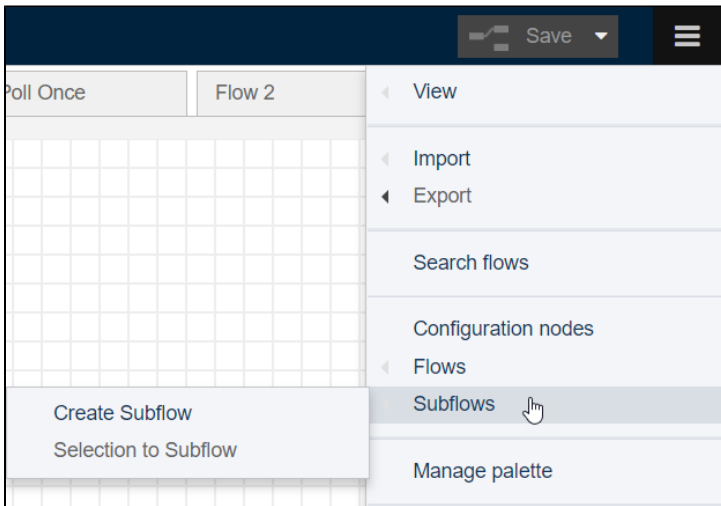 Save
Poll Once
Flow 2
View
Import
Export
Search flows
Configuration nodes
Flows
Subflows
Create Subflow
Selection to Subflow
Manage palette